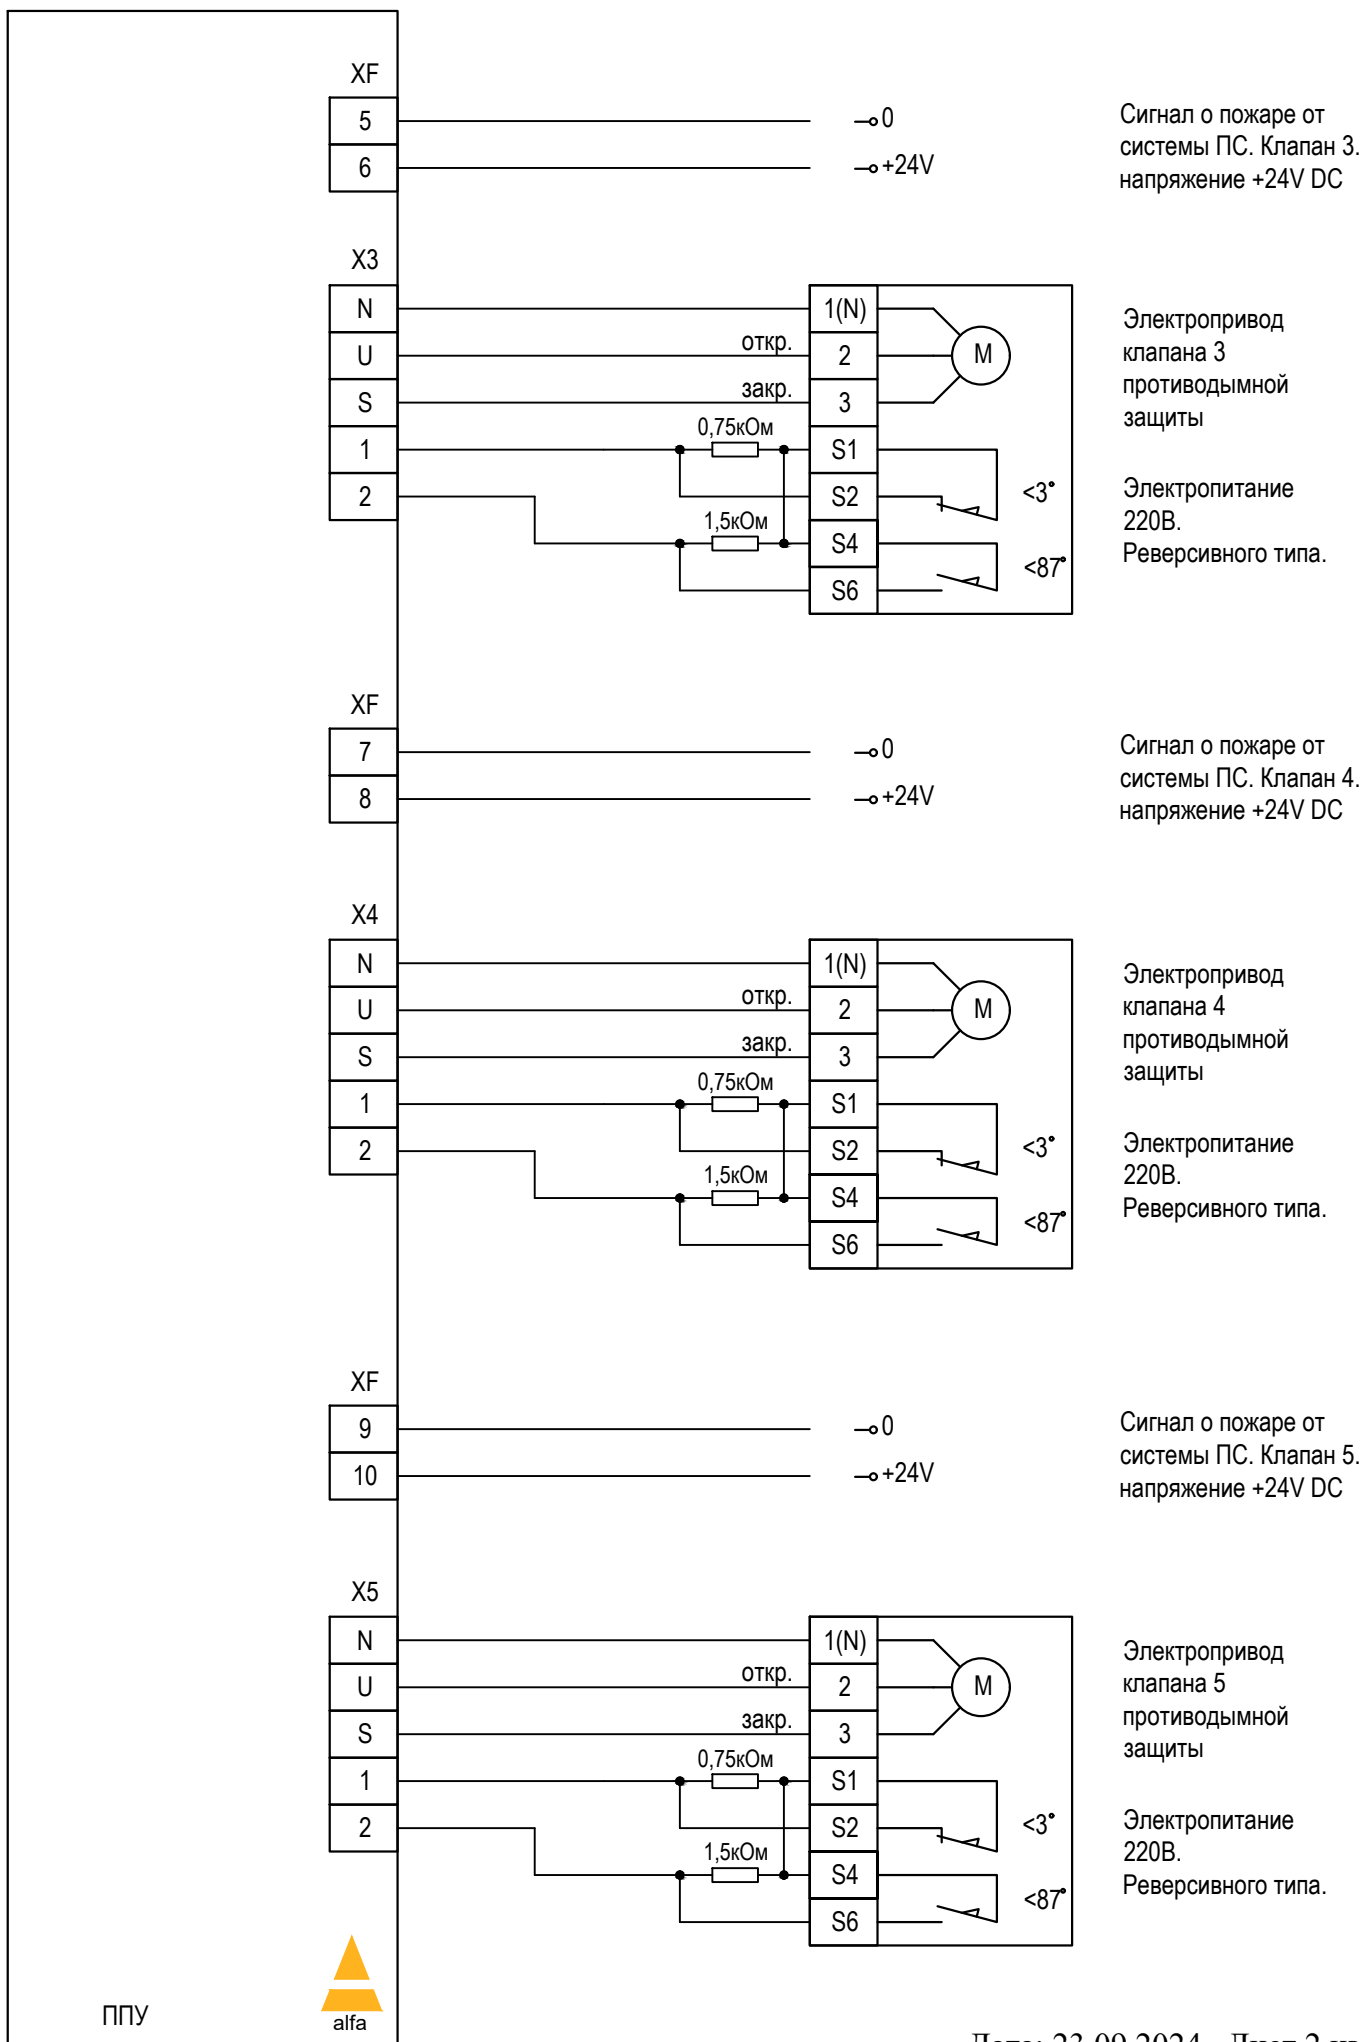 XF
5
0
6
+24V
Сигнал о пожаре от
системы ПС. Клапан 3.
напряжение +24V DC
X3
N
1(N)
U
откр.
2
M
S
закр.
3
1
0,75кОм
S1
2
S2
<3°
1,5кОм
S4
<87°
S6
Электропривод
клапана 3
противодымной
защиты
Электропитание
220В.
Реверсивного типа.
XF
7
0
8
+24V
Сигнал о пожаре от
системы ПС. Клапан 4.
напряжение +24V DC
X4
N
1(N)
U
откр.
2
M
S
закр.
3
1
0,75кОм
S1
2
S2
<3°
1,5кОм
S4
<87°
S6
Электропривод
клапана 4
противодымной
защиты
Электропитание
220В.
Реверсивного типа.
XF
9
0
10
+24V
Сигнал о пожаре от
системы ПС. Клапан 5.
напряжение +24V DC
X5
N
1(N)
U
откр.
2
M
S
закр.
3
1
0,75кОм
S1
2
S2
<3°
1,5кОм
S4
<87°
S6
Электропривод
клапана 5
противодымной
защиты
Электропитание
220В.
Реверсивного типа.
ППУ
alfa
Дата: 23.09.2024 Лист 2